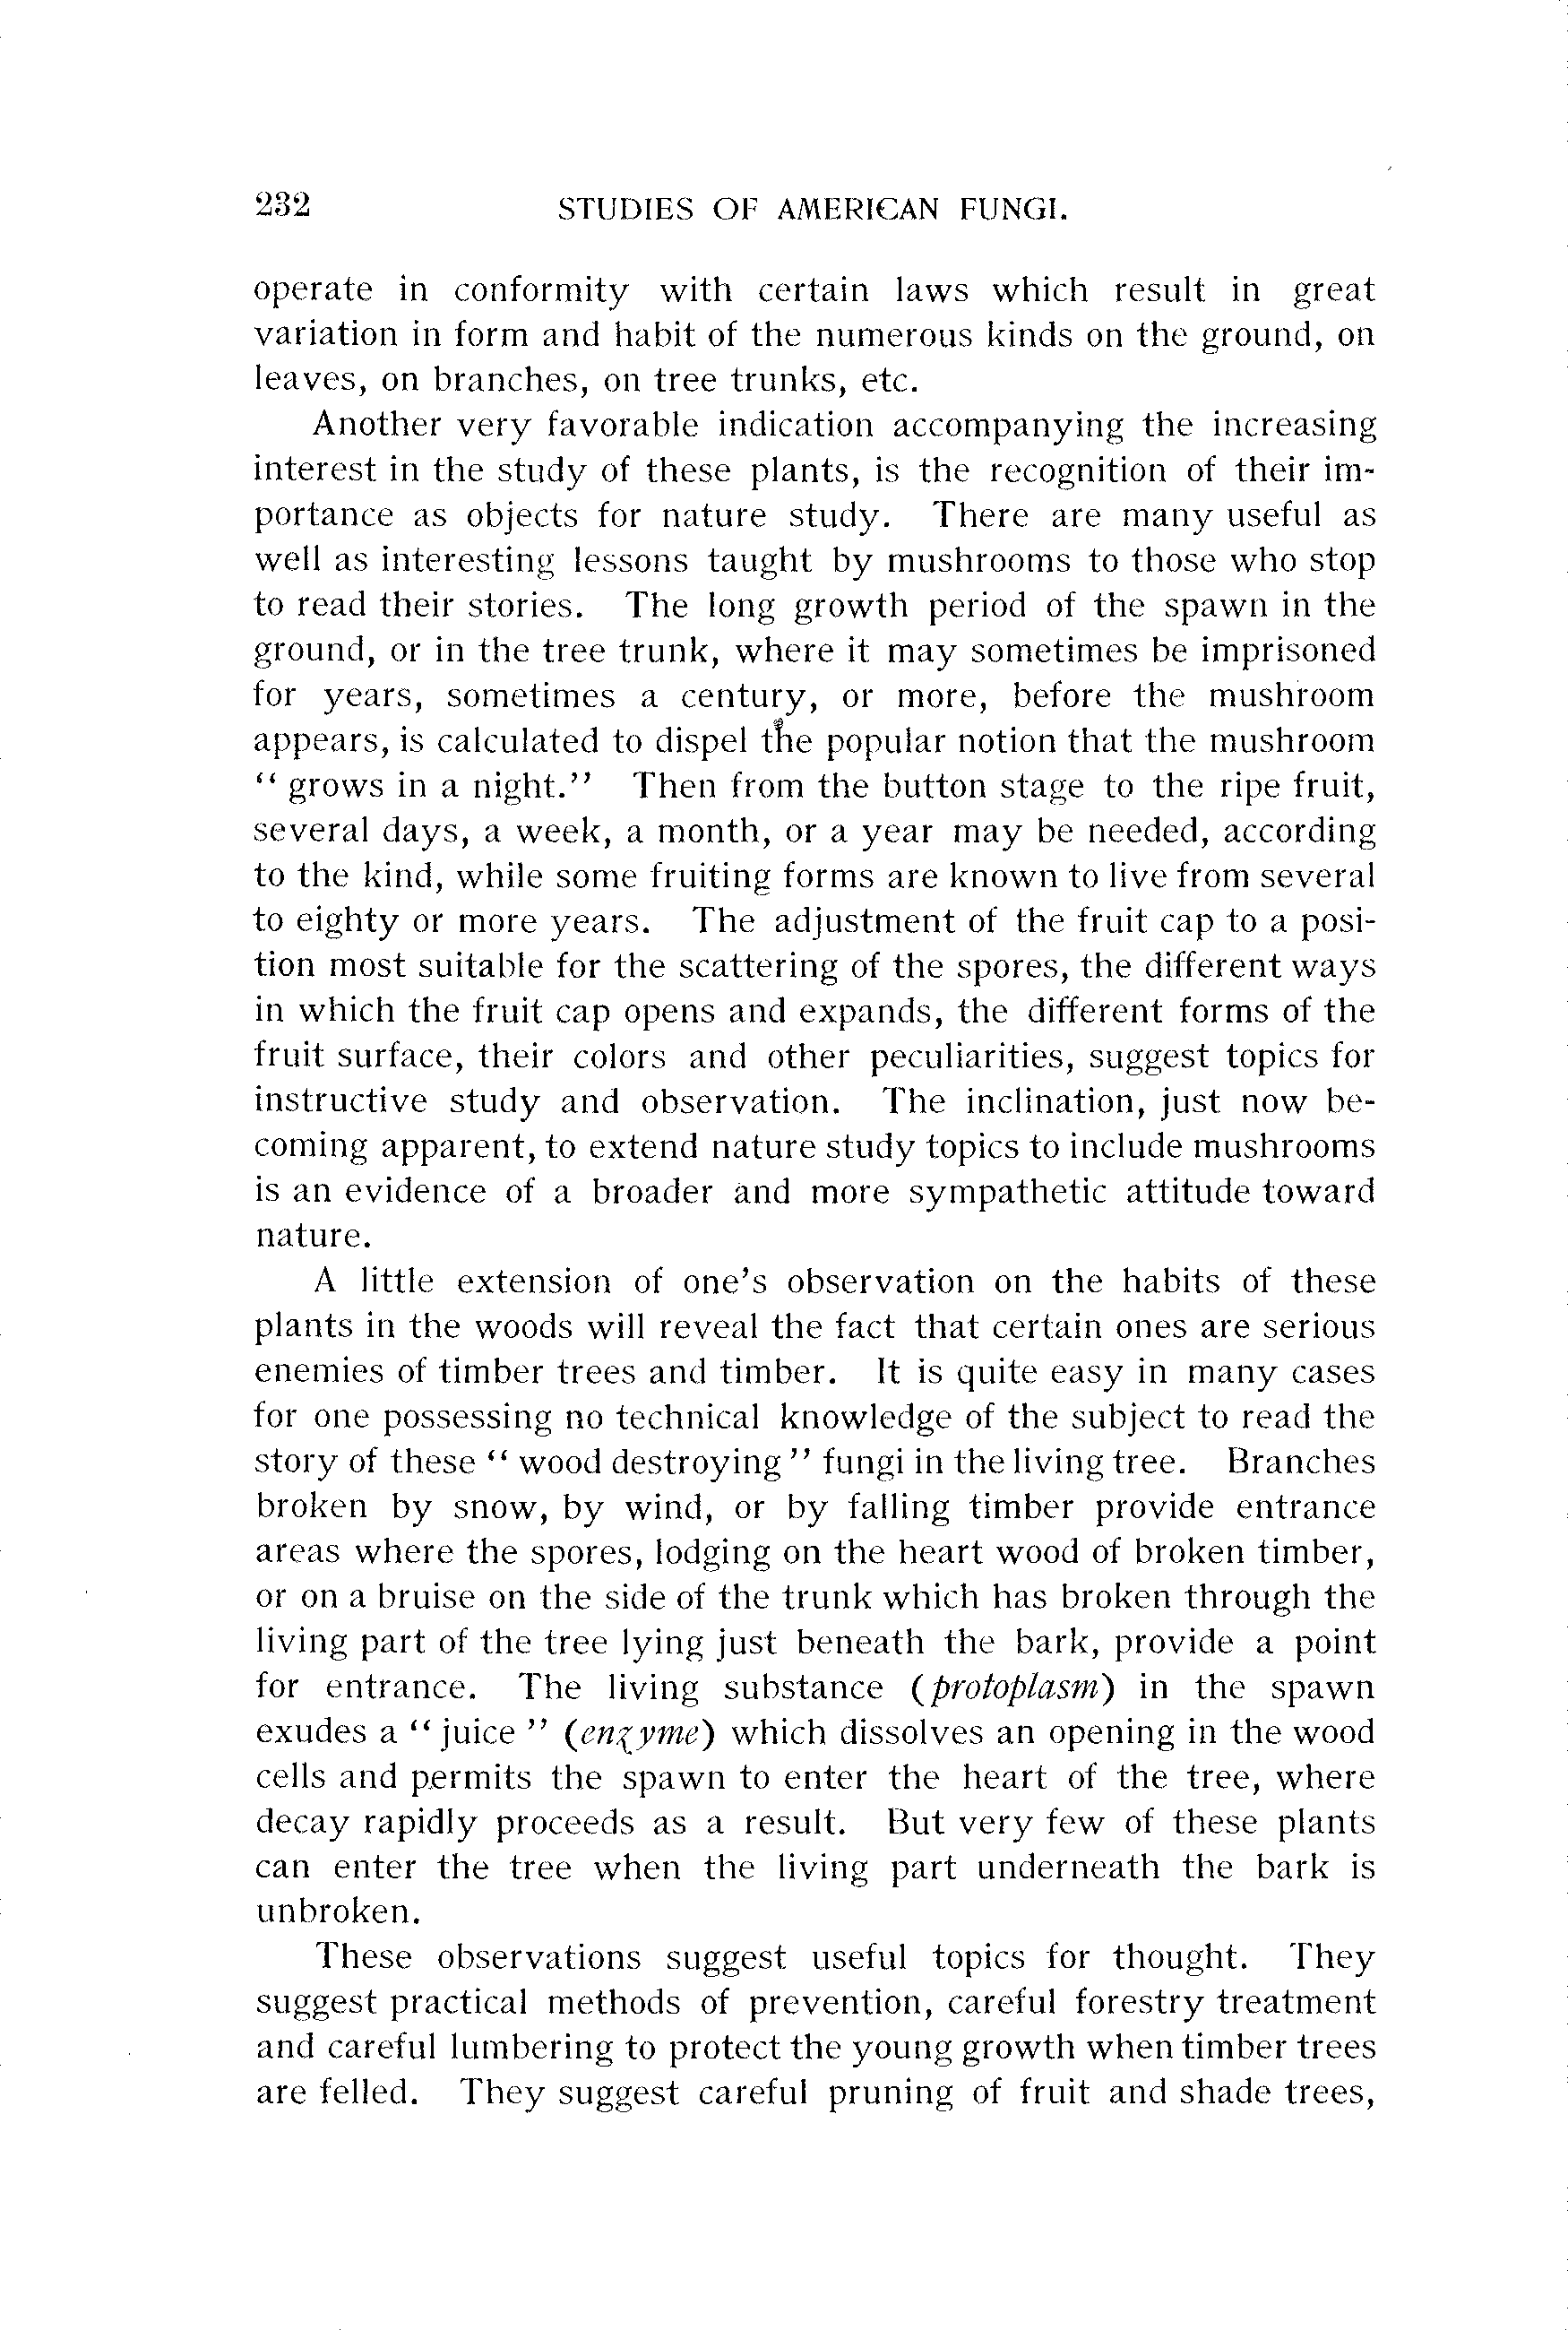 232 STUDIES OF AMERICAN FUNGI.
operate in conformity with certain laws which result in great
variation in form and habit of the numerous kinds on the ground, on
leaves, on branches, on tree trunks, etc.
Another very favorable indication accompanying the increasing
interest in the study of these plants, is the recognition of their im-
portance as objects for nature study. There are many useful as
well as interesting lessons taught by mushrooms to those who stop
to read their stories. The long growth period of the spawn in the
ground, or in the tree trunk, where it may sometimes be imprisoned
for years, sometimes a century, or more, before the mushroom
appears, is calculated to dispel the popular notion that the mushroom
“ grows in a night.” Then from the button stage to the ripe fruit,
several days, a week, a month, or a year may be needed, according
to the kind, while some fruiting forms are known to live from several
to eighty or more years. The adjustment of the fruit cap to a posi-
tion most suitable for the scattering of the spores, the different ways
in which the fruit cap opens and expands, the different forms of the
fruit surface, their colors and other peculiarities, suggest topics for
instructive study and observation. The inclination, just now be-
coming apparent, to extend nature study topics to include mushrooms
is an evidence of a broader and more sympathetic attitude toward
nature.
A little extension of one’s observation on the habits of these
plants in the woods will reveal the fact that certain ones are serious
enemies of timber trees and timber. It is quite easy in many cases
for one possessing no technical knowledge of the subject to read the
story of these “ wood destroying ” fungi in the living tree. Branches
broken by snow, by wind, or by falling timber provide entrance
areas where the spores, lodging on the heart wood of broken timber,
or on a bruise on the side of the trunk which has broken through the
living part of the tree lying just beneath the bark, provide a point
for entrance. The living substance (protoplasm) in the spawn
exudes a “ juice ” (enzyme) which dissolves an opening in the wood
cells and permits the spawn to enter the heart of the tree, where
decay rapidly proceeds as a result. But very few of these plants
can enter the tree when the living part underneath the bark is
unbroken.
These observations suggest useful topics for thought. They
suggest practical methods of prevention, careful forestry treatment
and careful lumbering to protect the young growth when timber trees
are felled. They suggest careful pruning of fruit and shade trees,